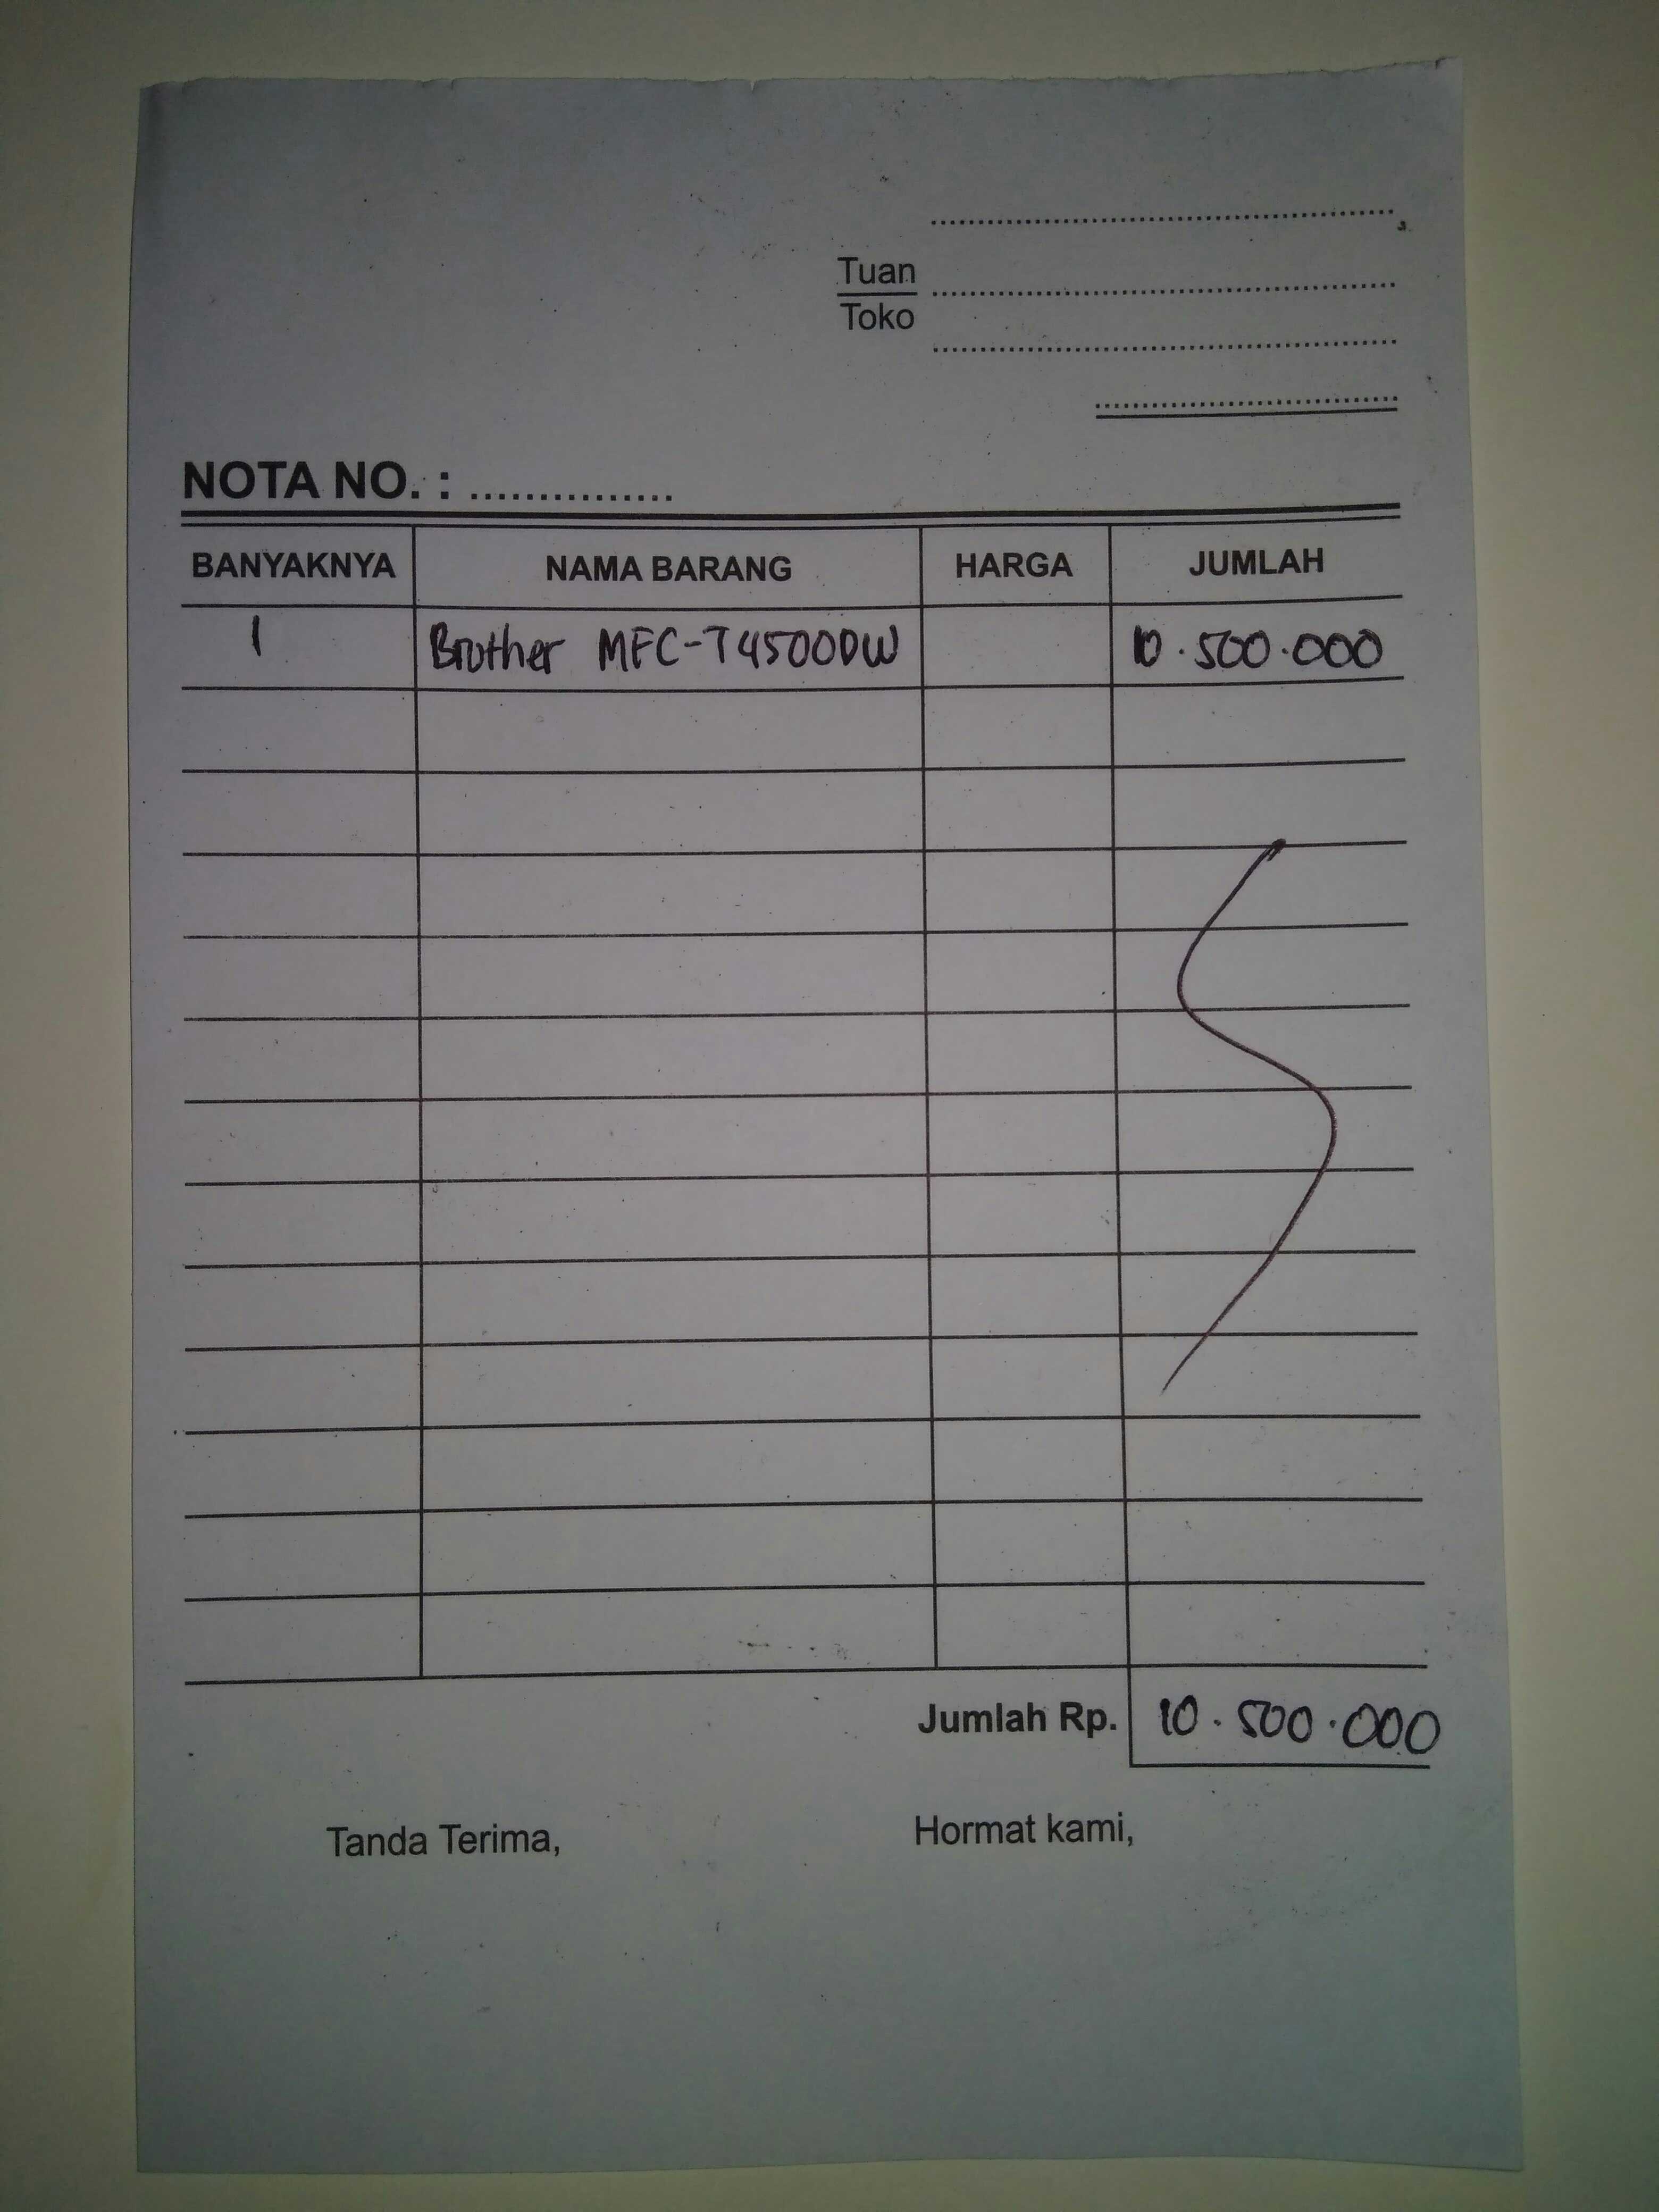 Tuan
Toko
NOTA NO. : ...............
BANYAKNYA NAMA BARANG HARGA JUMLAH
1 Brother MFC-T4500DW 10.500.000
Jumlah Rp. 10.500.000
Tanda Terima, Hormat kami,